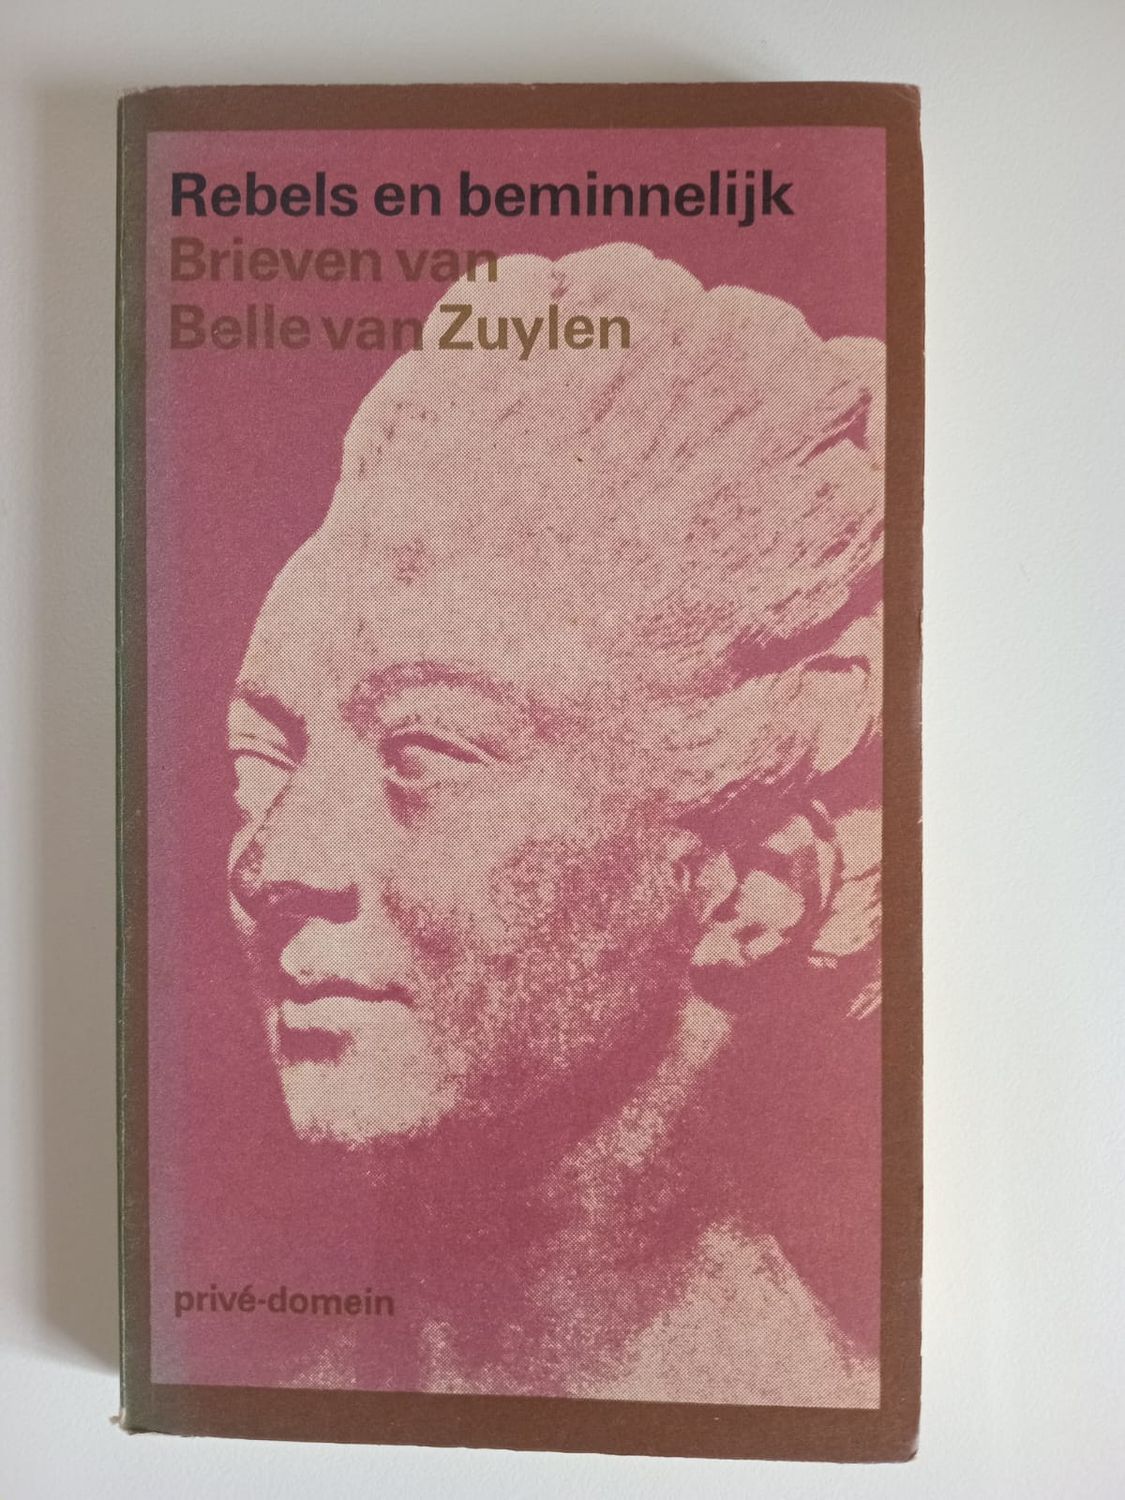 Rebels en beminnelijk
Brieven van
Belle van Zuylen
privé-domein